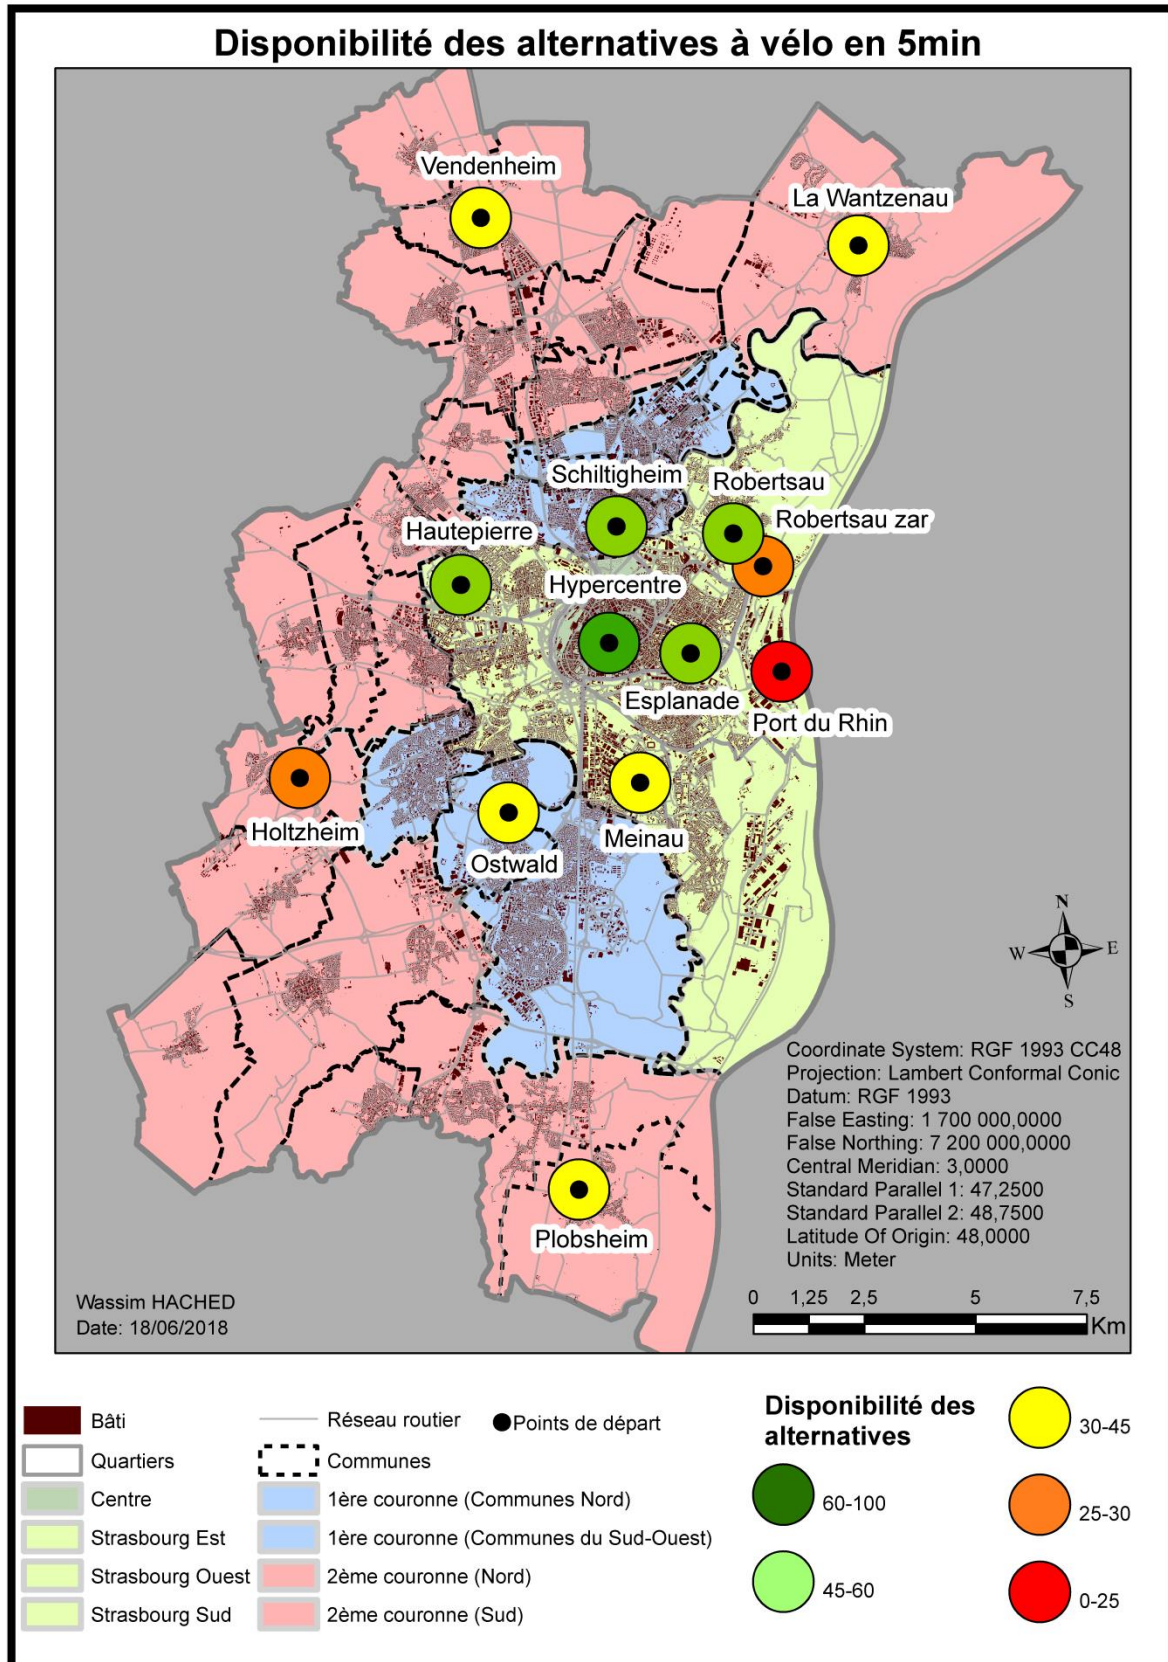 Disponibilité des alternatives à vélo en 5min
Vendenheim
La Wantzenau
Schiltigheim
Robertsau
Robertsau zar
Hautepierre
Hypercentre
Esplanade
Port du Rhin
Holtzheim
Ostwald
Meinau
Plobsheim
N
W
E
S
Coordinate System: RGF 1993 CC48
Projection: Lambert Conformal Conic
Datum: RGF 1993
False Easting: 1 700 000,0000
False Northing: 7 200 000,0000
Central Meridian: 3,0000
Standard Parallel 1: 47,2500
Standard Parallel 2: 48,7500
Latitude Of Origin: 48,0000
Units: Meter
0 1,25 2,5 5 7,5
Km
Wassim HACHED
Date: 18/06/2018
Bâti
Quartiers
Centre
Strasbourg Est
Strasbourg Ouest
Strasbourg Sud
Réseau routier
Communes
1ère couronne (Communes Nord)
1ère couronne (Communes du Sud-Ouest)
2ème couronne (Nord)
2ème couronne (Sud)
Points de départ
Disponibilité des
alternatives
60-100
45-60
30-45
25-30
0-25